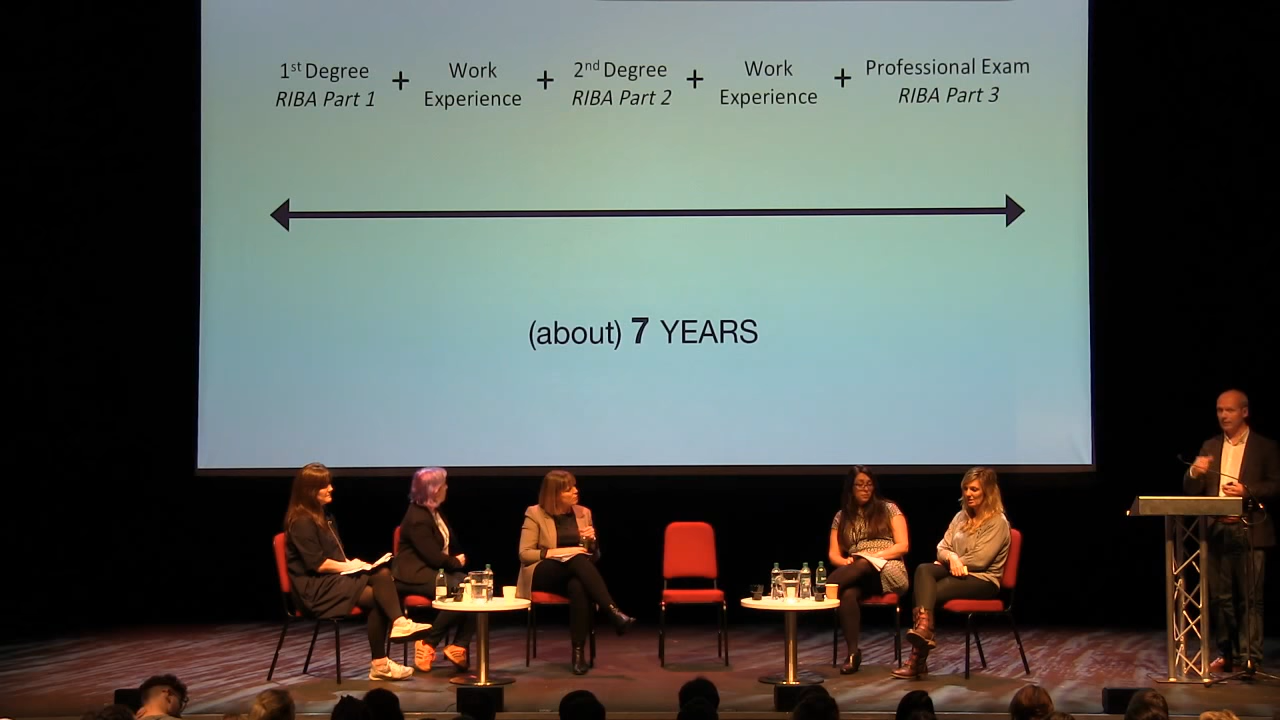 1st Degree + Work + 2nd Degree + Work + Professional Exam
RIBA Part 1 Experience RIBA Part 2 Experience RIBA Part 3
(about) 7 YEARS